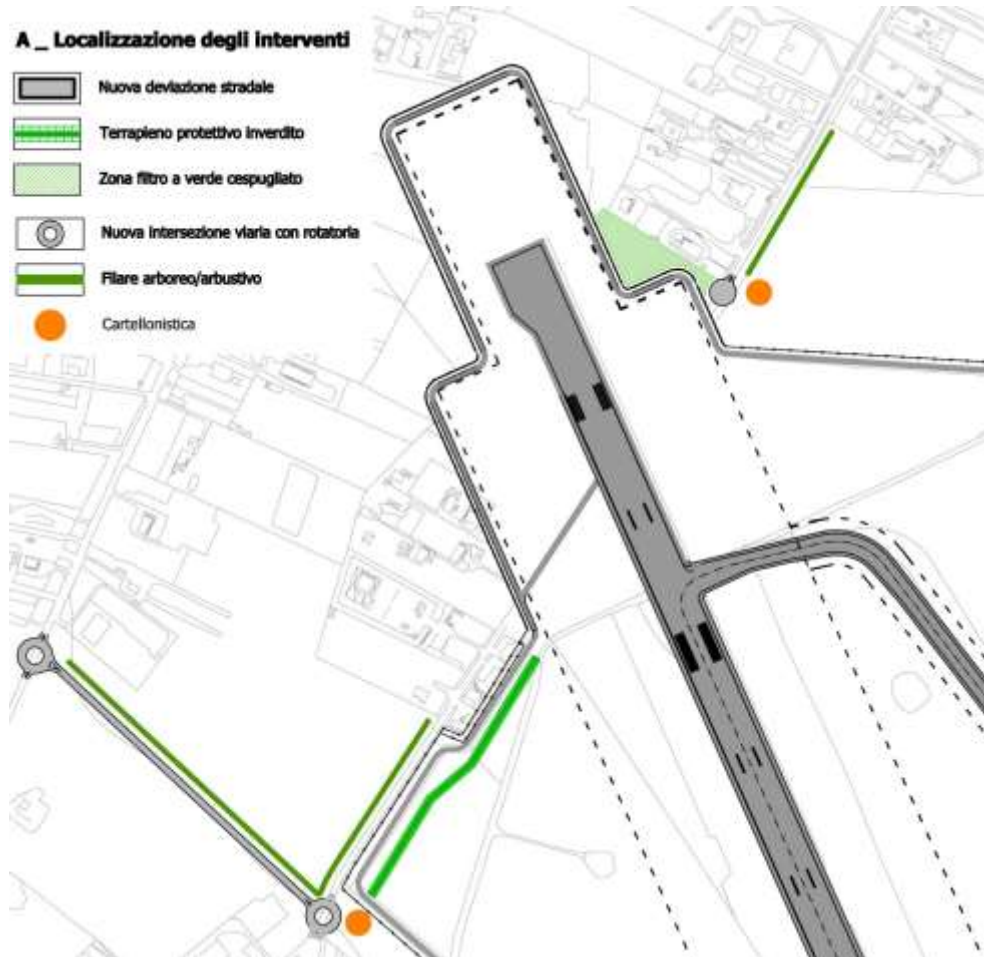 A _ Localizzazione degli interventi
Nuova deviazione stradale
Terrapieno protettivo inverdito
Zona filtro a verde cespugliato
Nuova intersezione viaria con rotatoria
Filare arboreo/arbustivo
Cartellonistica